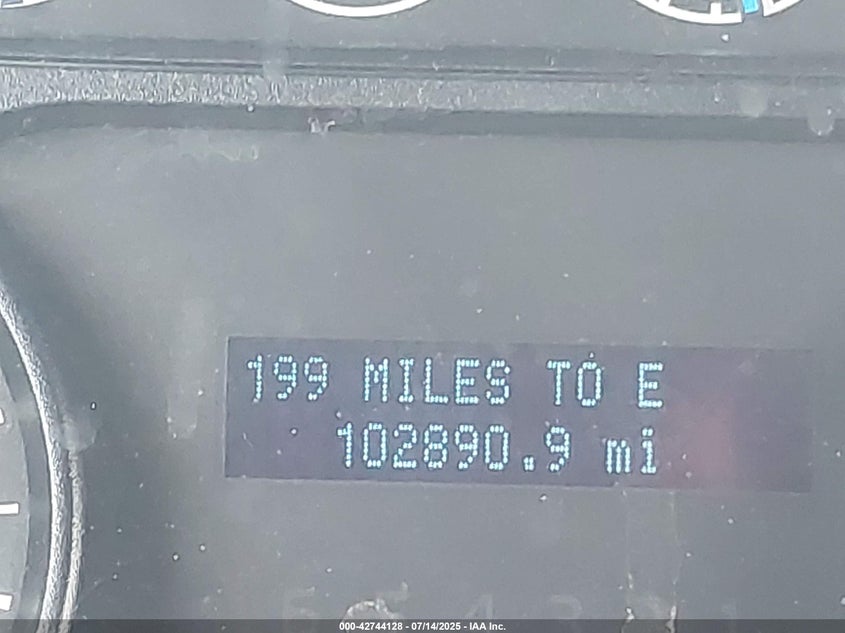 199 MILES TO E
102890.9 mi
000-42744128 - 07/14/2025 - IAA Inc.